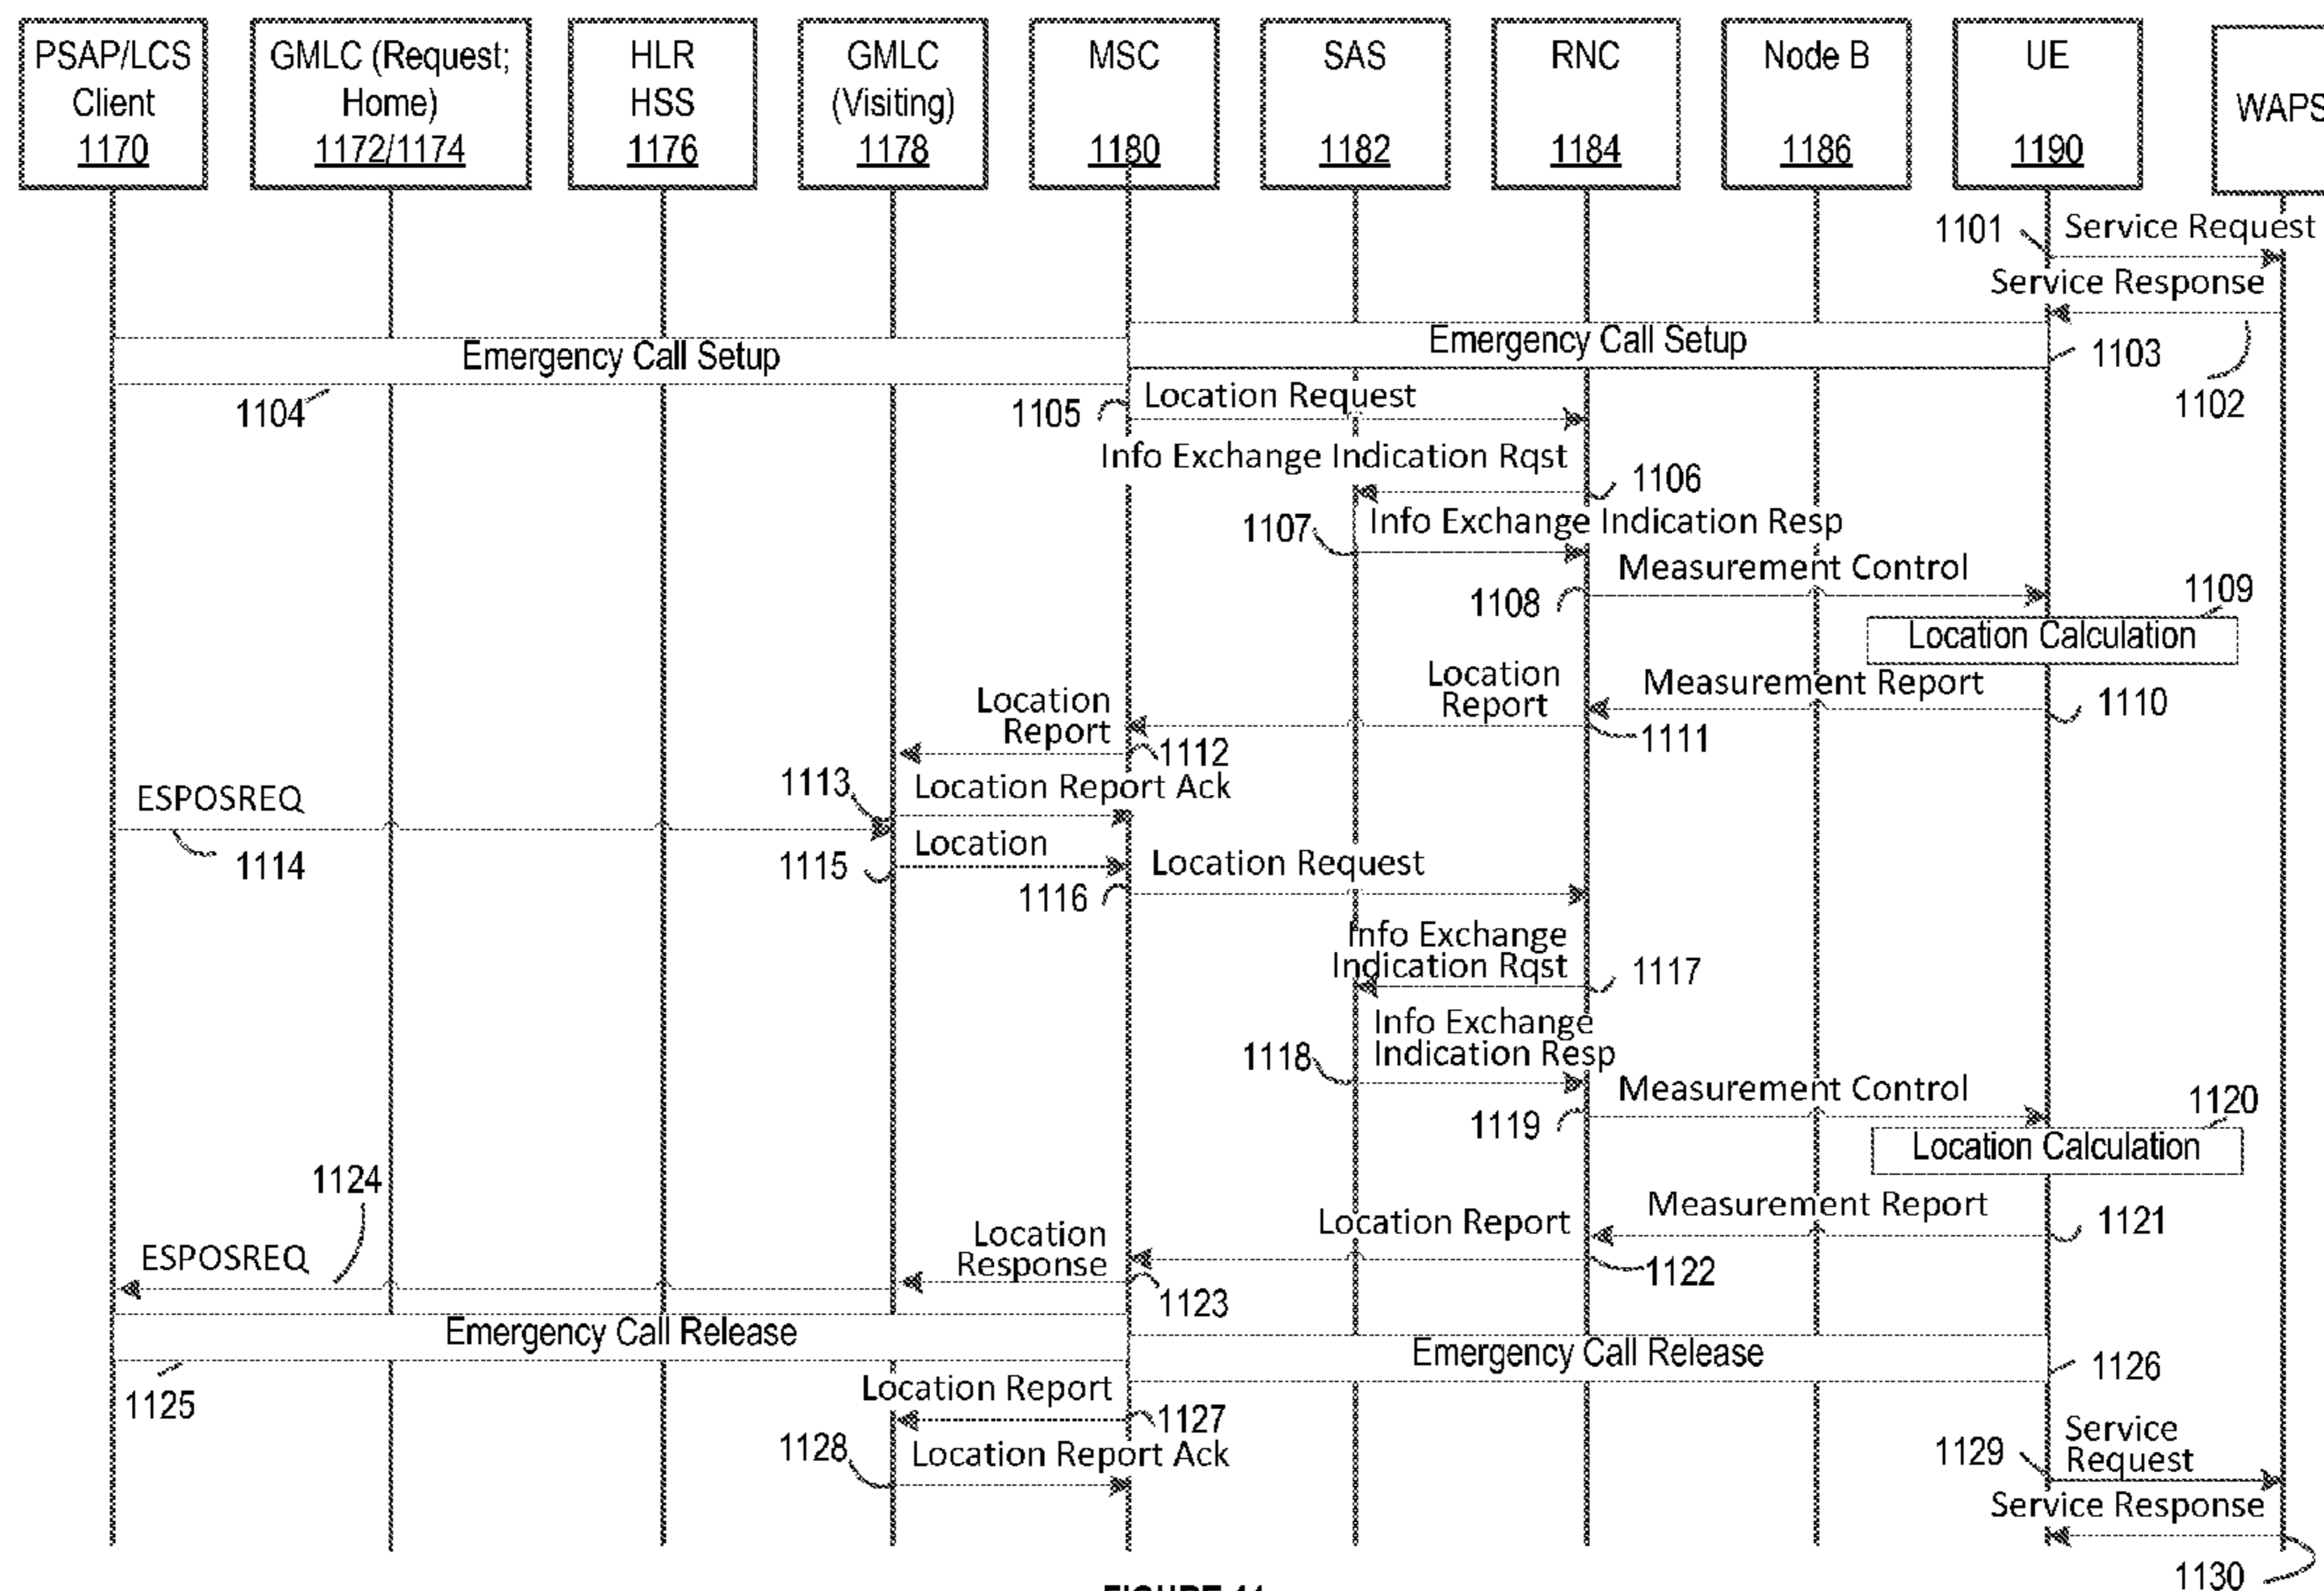 PSAP/LCS
Client
1170
GMLC (Request;
Home)
1172/1174
HLR
HSS
1176
GMLC
(Visiting)
1178
MSC
1180
SAS
1182
RNC
1184
Node B
1186
UE
1190
WAPS
1101
Service Request
Service Response
1102
Emergency Call Setup
1103
Emergency Call Setup
1104
1105
Location Request
Info Exchange Indication Rqst
1106
1107
Info Exchange Indication Resp
1108
Measurement Control
1109
Location Calculation
Measurement Report
1110
Location
Report
1111
Location
Report
1112
1113
Location Report Ack
ESPOSREQ
1114
1115
Location
1116
Location Request
Info Exchange
Indication Rqst
1117
1118
Info Exchange
Indication Resp
1119
Measurement Control
1120
Location Calculation
Measurement Report
1121
Location Report
1122
Location
Response
1123
1124
ESPOSREQ
Emergency Call Release
1125
Emergency Call Release
1126
Location Report
1127
1128
Location Report Ack
1129
Service
Request
Service Response
1130
FIGURE 11